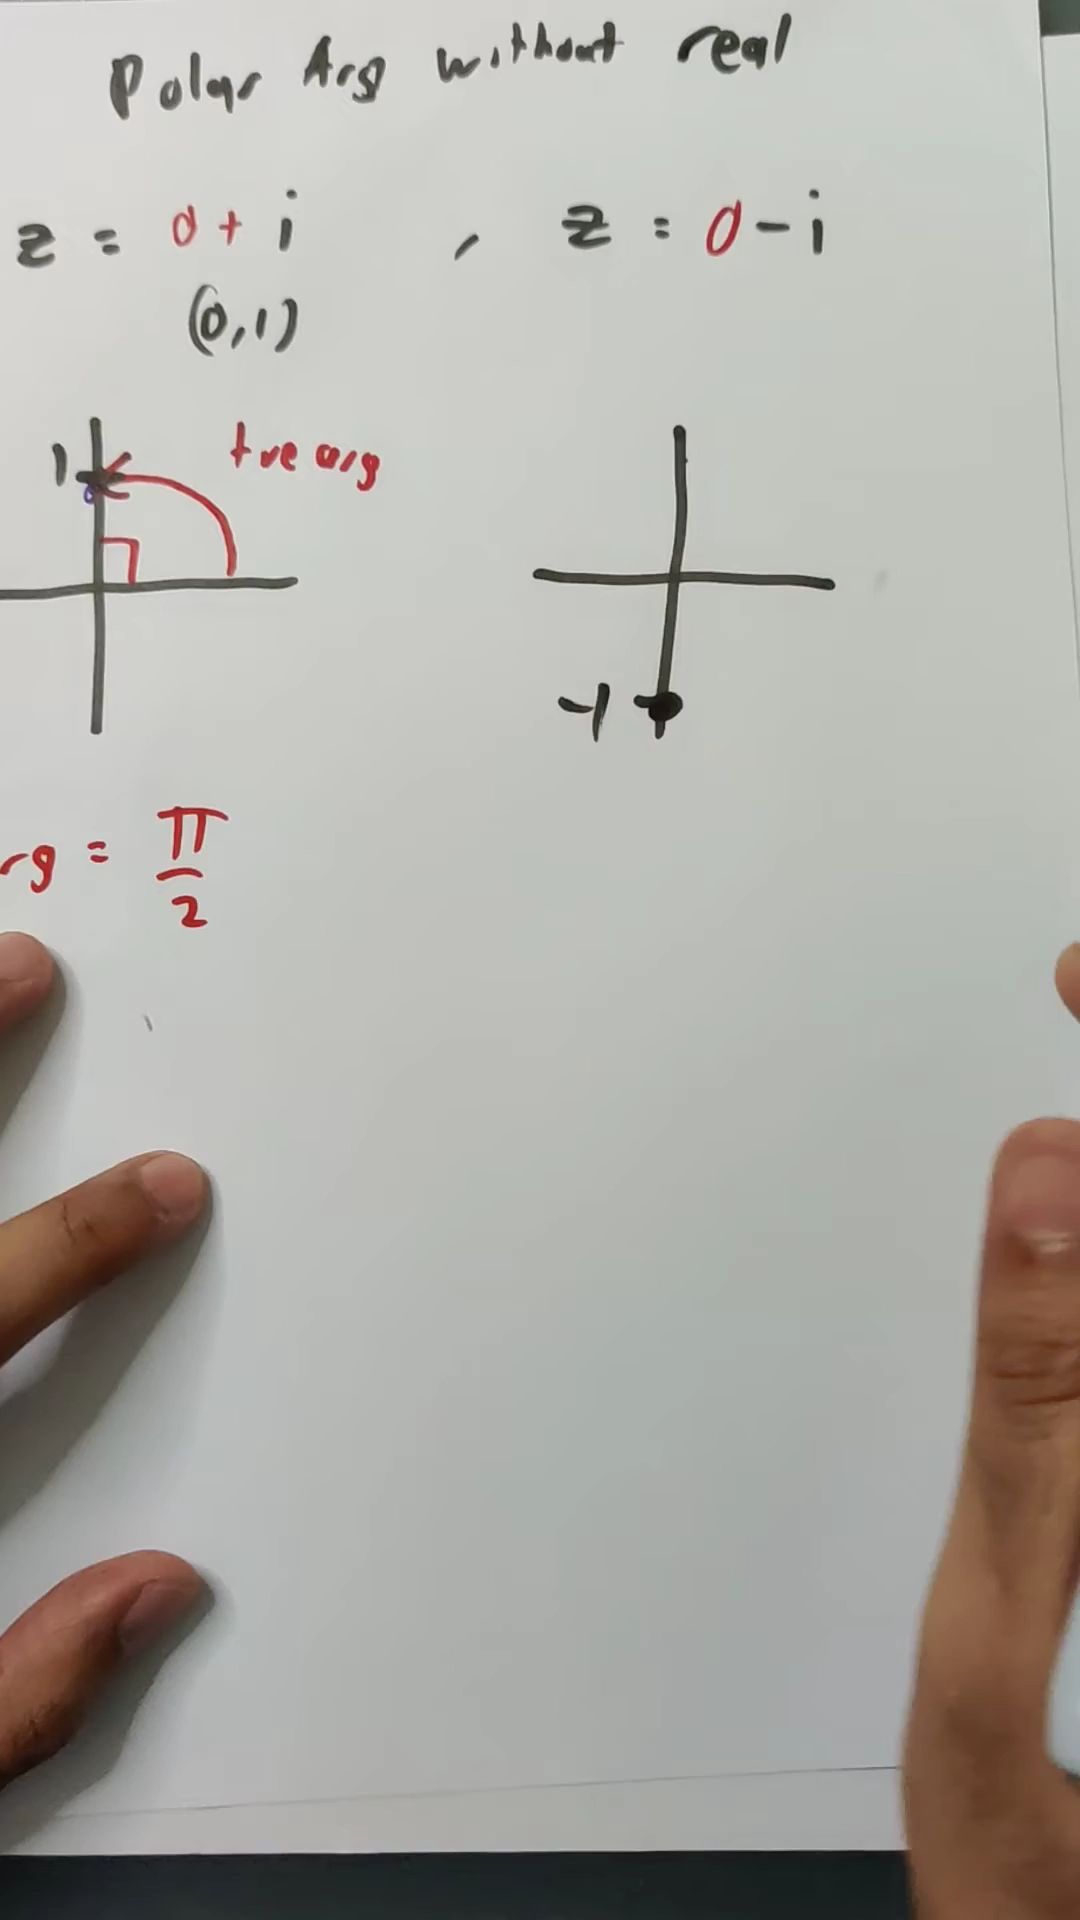 Polar Arg without real
z = 0 + i , z = 0 - i
(0,1)
1 +ve arg
-1
rg = π/2